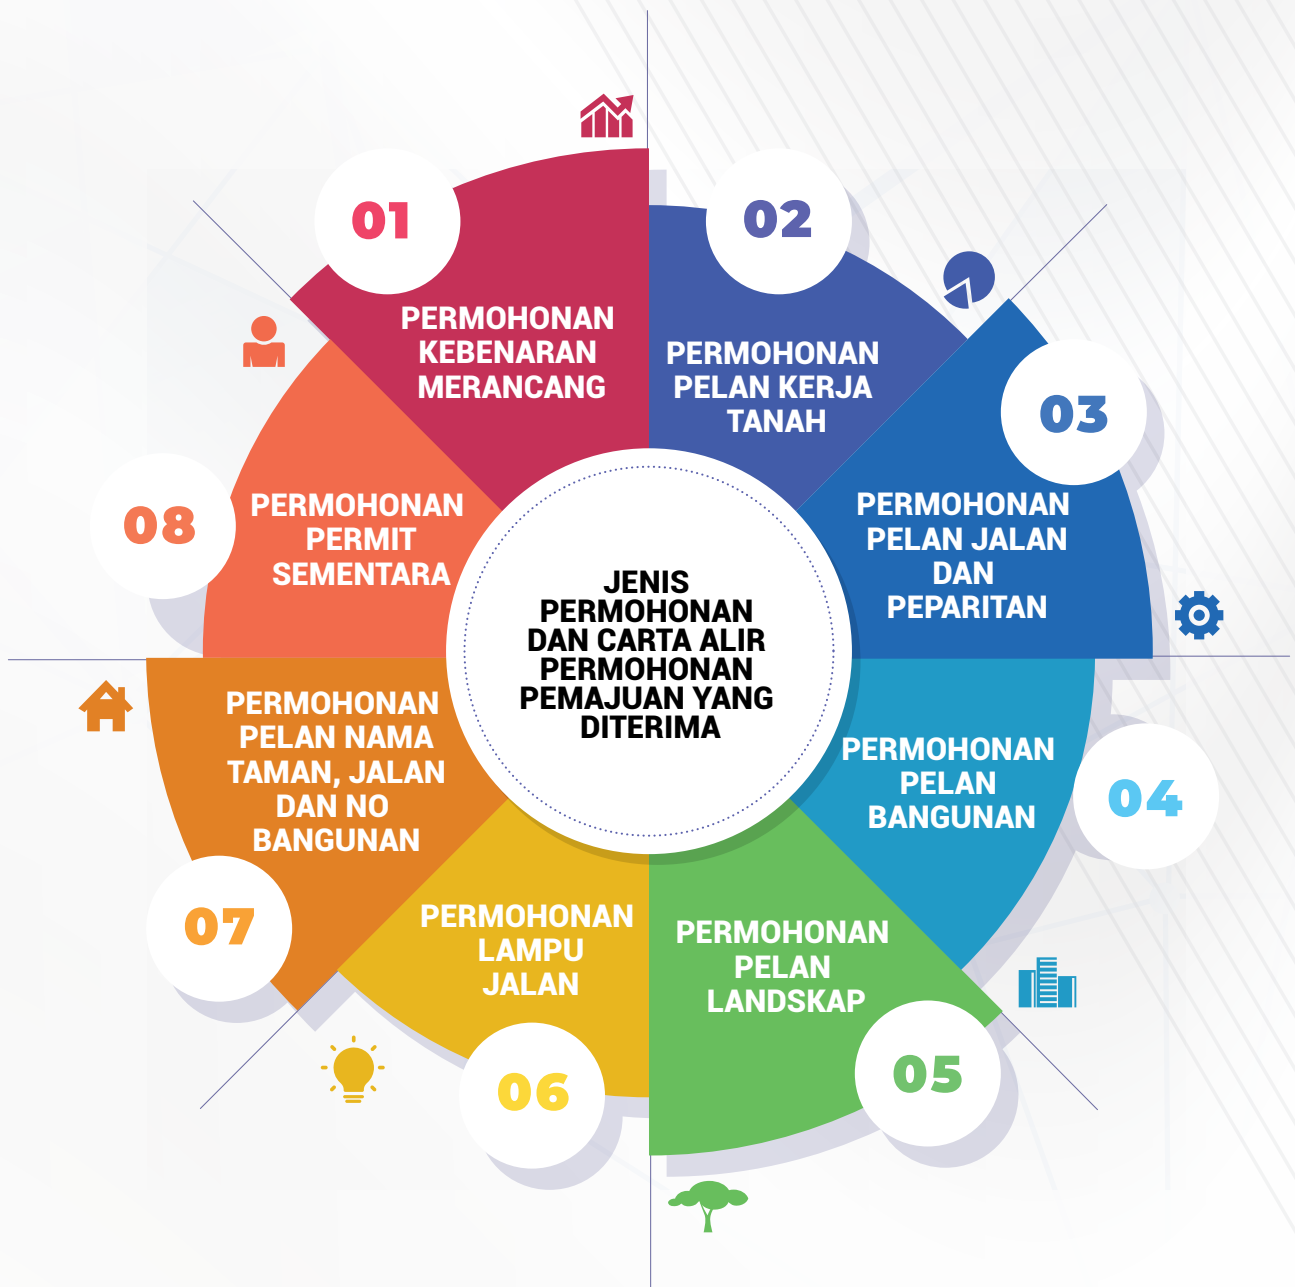 01
PERMOHONAN
KEBENARAN
MERANCANG
02
PERMOHONAN
PELAN KERJA
TANAH
03
PERMOHONAN
PELAN JALAN
DAN
PEPARITAN
04
PERMOHONAN
PELAN
BANGUNAN
05
PERMOHONAN
PELAN
LANDSKAP
06
PERMOHONAN
LAMPU
JALAN
07
PERMOHONAN
PELAN NAMA
TAMAN, JALAN
DAN NO
BANGUNAN
08
PERMOHONAN
PERMIT
SEMENTARA
JENIS
PERMOHONAN
DAN CARTA ALIR
PERMOHONAN
PEMAJUAN YANG
DITERIMA